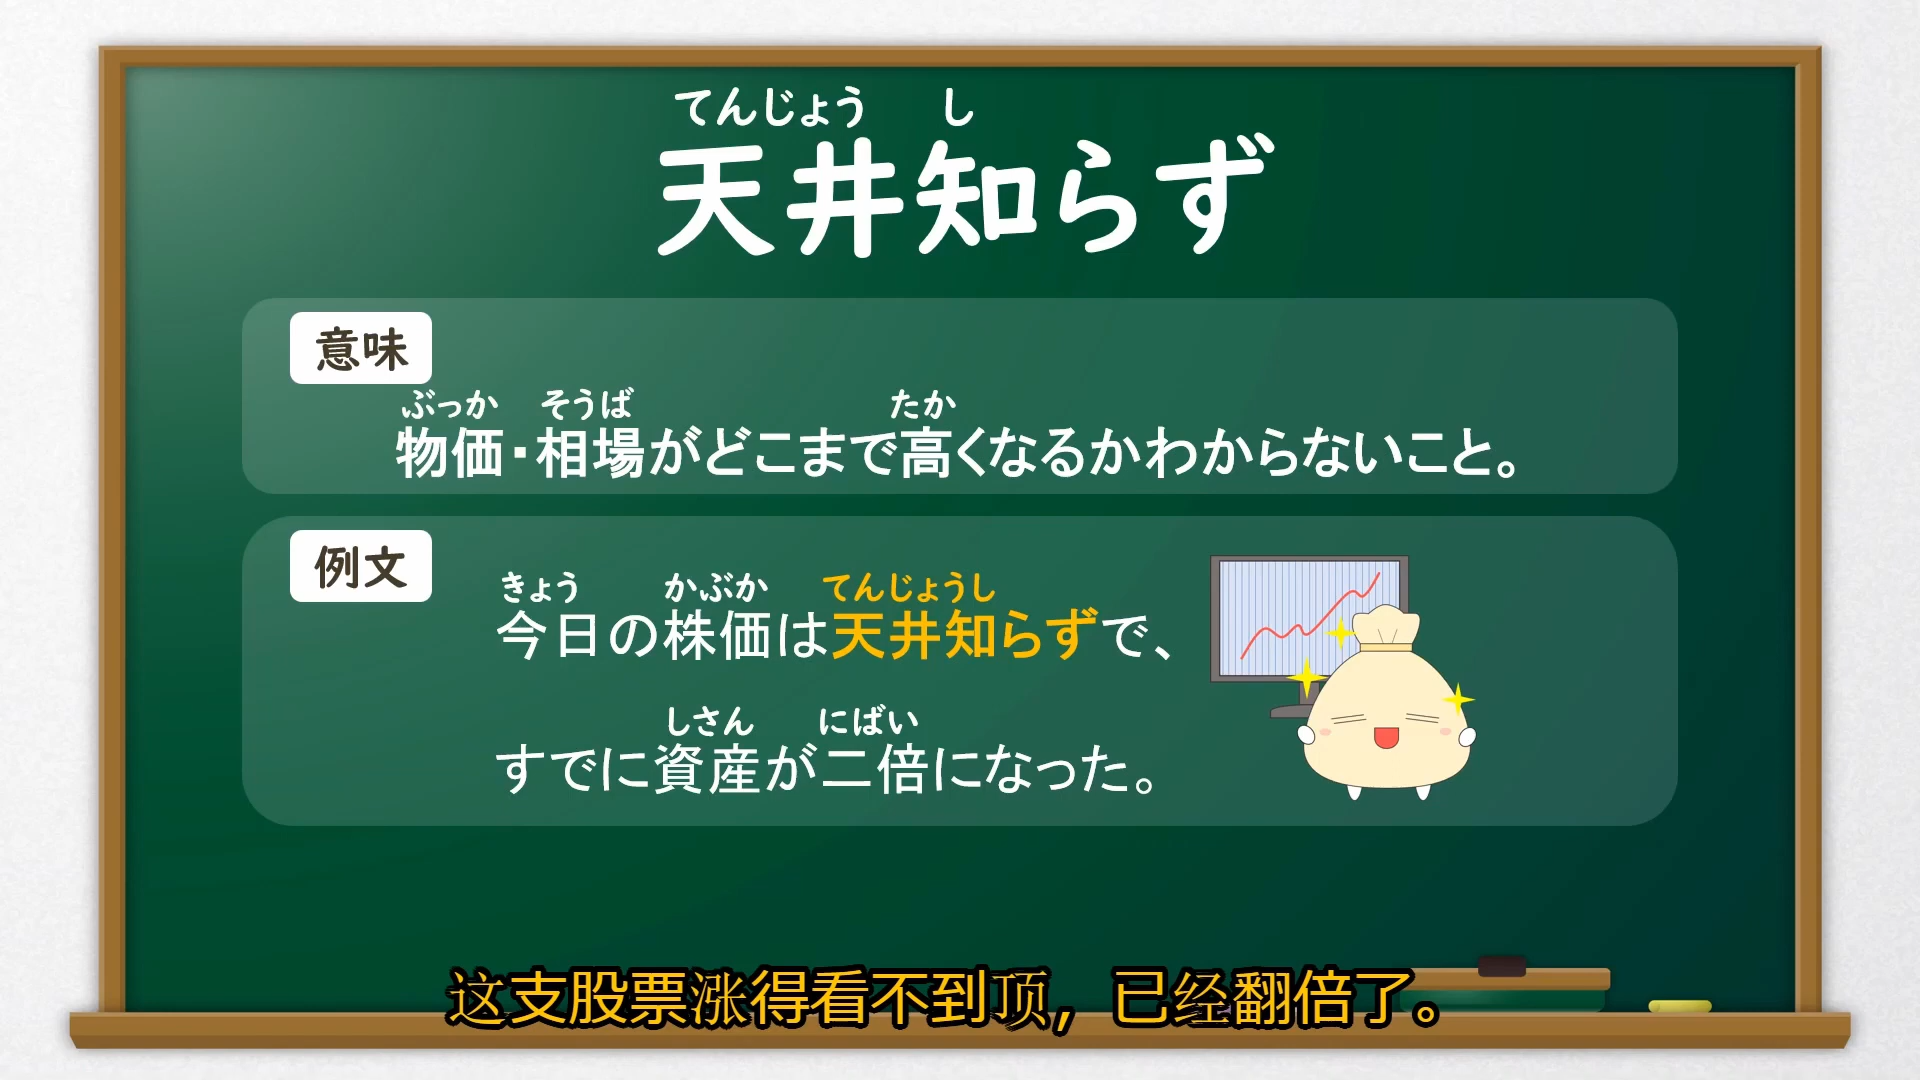 てんじょう し
天井知らず
意味
ぶっか そうば たか
物価・相場がどこまで高くなるかわからないこと。
例文
きょう かぶか てんじょうし
今日の株価は天井知らずで、
しさん にばい
すでに資産が二倍になった。
这支股票涨得看不到顶，已经翻倍了。